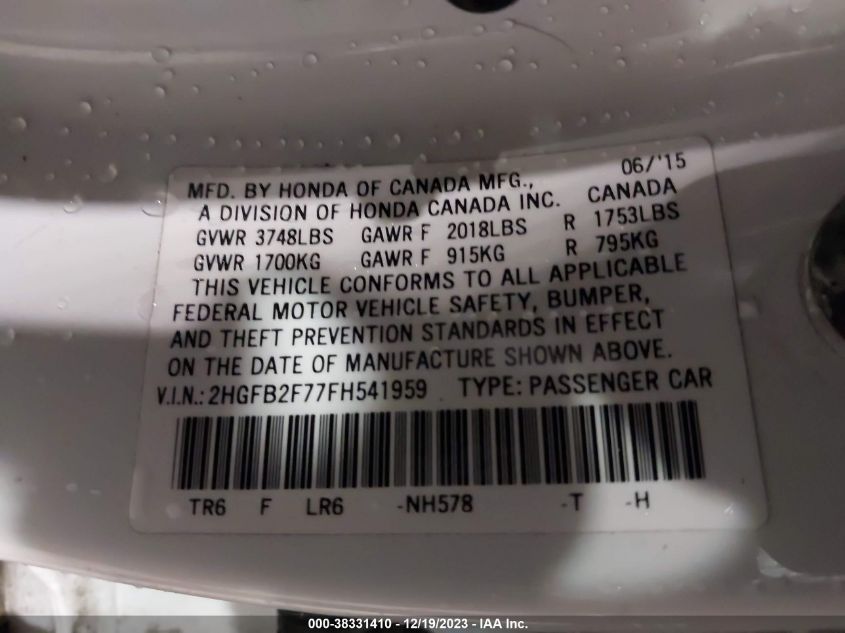 06/'15
MFD. BY HONDA OF CANADA MFG.,
A DIVISION OF HONDA CANADA INC. CANADA
GVWR 3748LBS GAWR F 2018LBS R 1753LBS
GVWR 1700KG GAWR F 915KG R 795KG
THIS VEHICLE CONFORMS TO ALL APPLICABLE
FEDERAL MOTOR VEHICLE SAFETY, BUMPER,
AND THEFT PREVENTION STANDARDS IN EFFECT
ON THE DATE OF MANUFACTURE SHOWN ABOVE.
V.I.N.: 2HGFB2F77FH541959 TYPE: PASSENGER CAR
TR6 F LR6 -NH578 -T -H
000-38331410 - 12/19/2023 - IAA Inc.